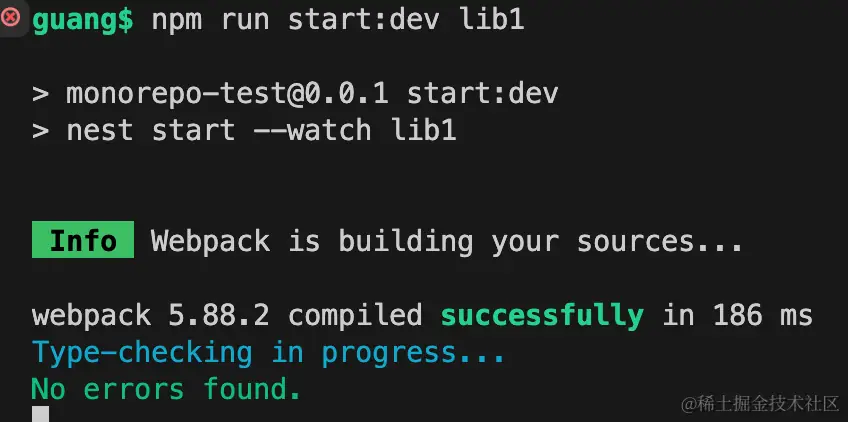 guang$ npm run start:dev lib1
> monorepo-test@0.0.1 start:dev
> nest start --watch lib1
Info Webpack is building your sources...
webpack 5.88.2 compiled successfully in 186 ms
Type-checking in progress...
No errors found.
@稀土掘金技术社区